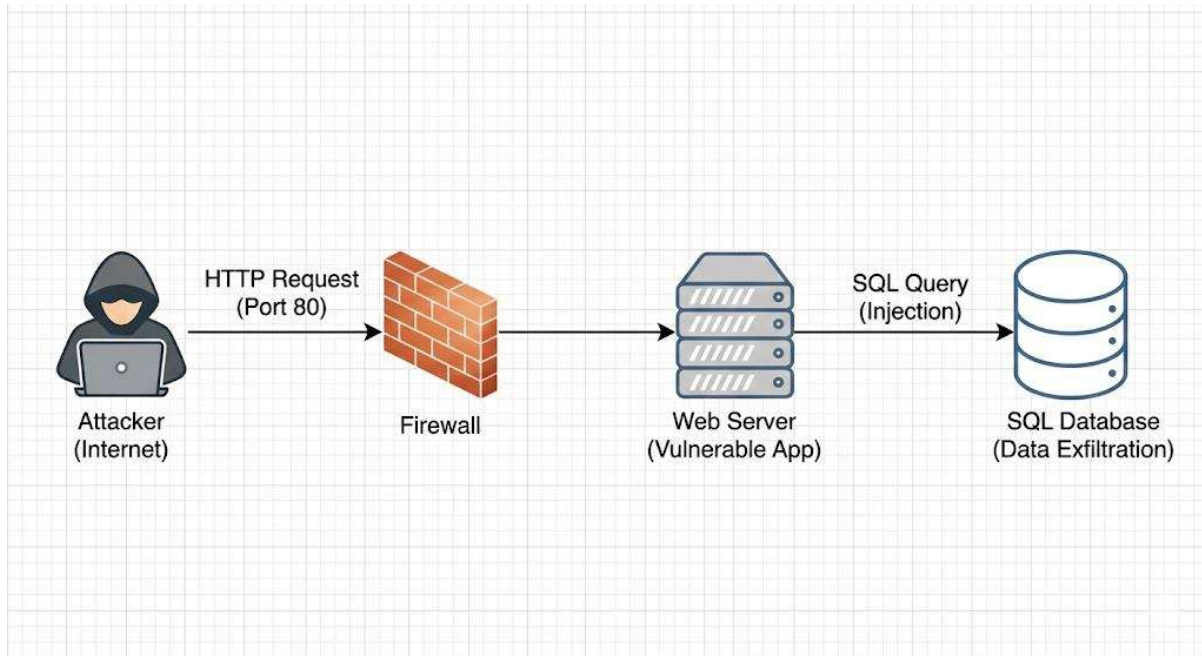 HTTP Request
(Port 80)
SQL Query
(Injection)
Attacker
(Internet)
Firewall
Web Server
(Vulnerable App)
SQL Database
(Data Exfiltration)